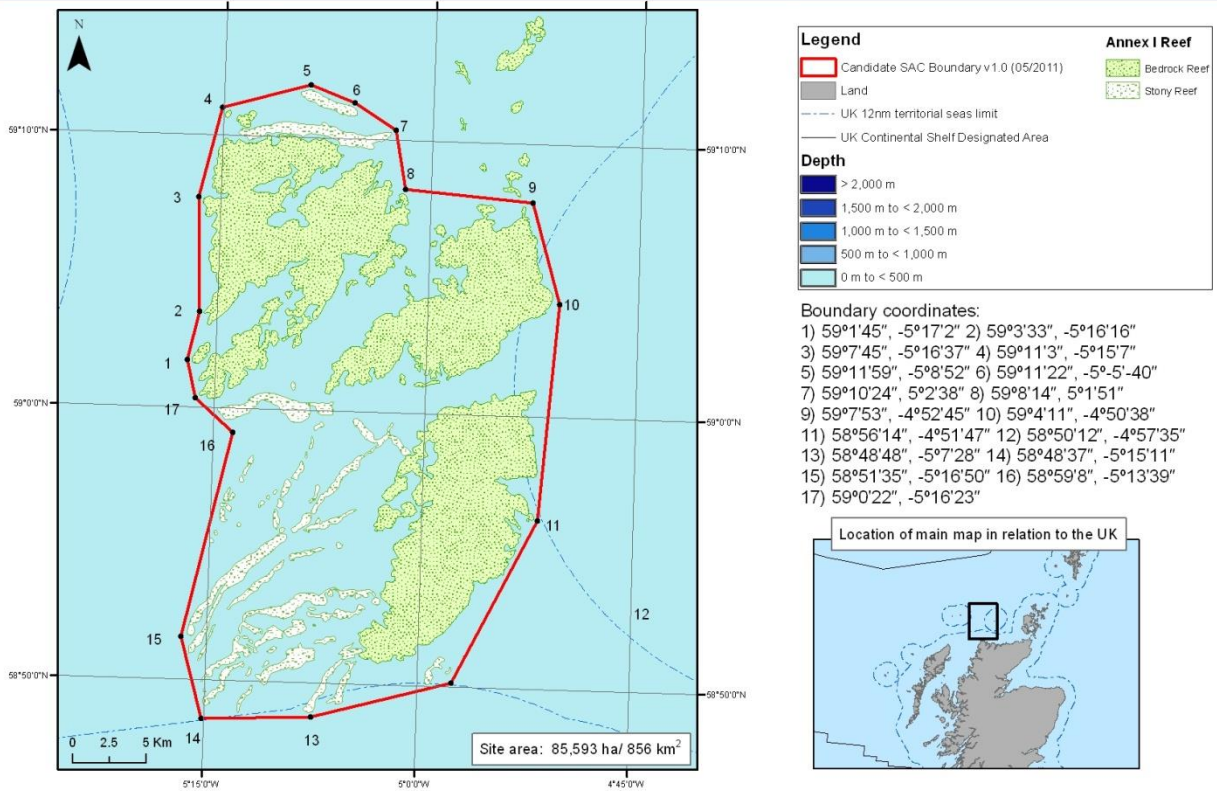 N
5
4
6
7
59°10'0"N
59°10'0"N
8
9
3
10
2
1
17
59°0'0"N
59°0'0"N
16
11
15
12
58°50'0"N
58°50'0"N
14
13
0 2.5 5 Km
Site area: 85,593 ha/ 856 km²
5°15'0"W
5°0'0"W
4°45'0"W
Legend
Candidate SAC Boundary v1.0 (05/2011)
Land
UK 12nm territorial seas limit
UK Continental Shelf Designated Area
Depth
> 2,000 m
1,500 m to < 2,000 m
1,000 m to < 1,500 m
500 m to < 1,000 m
0 m to < 500 m
Annex I Reef
Bedrock Reef
Stony Reef
Boundary coordinates:
1) 59º1'45", -5º17'2" 2) 59º3'33", -5º16'16"
3) 59º7'45", -5º16'37" 4) 59º11'3", -5º15'7"
5) 59º11'59", -5º8'52" 6) 59º11'22", -5º-5'-40"
7) 59º10'24", 5º2'38" 8) 59º8'14", 5º1'51"
9) 59º7'53", -4º52'45" 10) 59º4'11", -4º50'38"
11) 58º56'14", -4º51'47" 12) 58º50'12", -4º57'35"
13) 58º48'48", -5º7'28" 14) 58º48'37", -5º15'11"
15) 58º51'35", -5º16'50" 16) 58º59'8", -5º13'39"
17) 59º0'22", -5º16'23"
Location of main map in relation to the UK